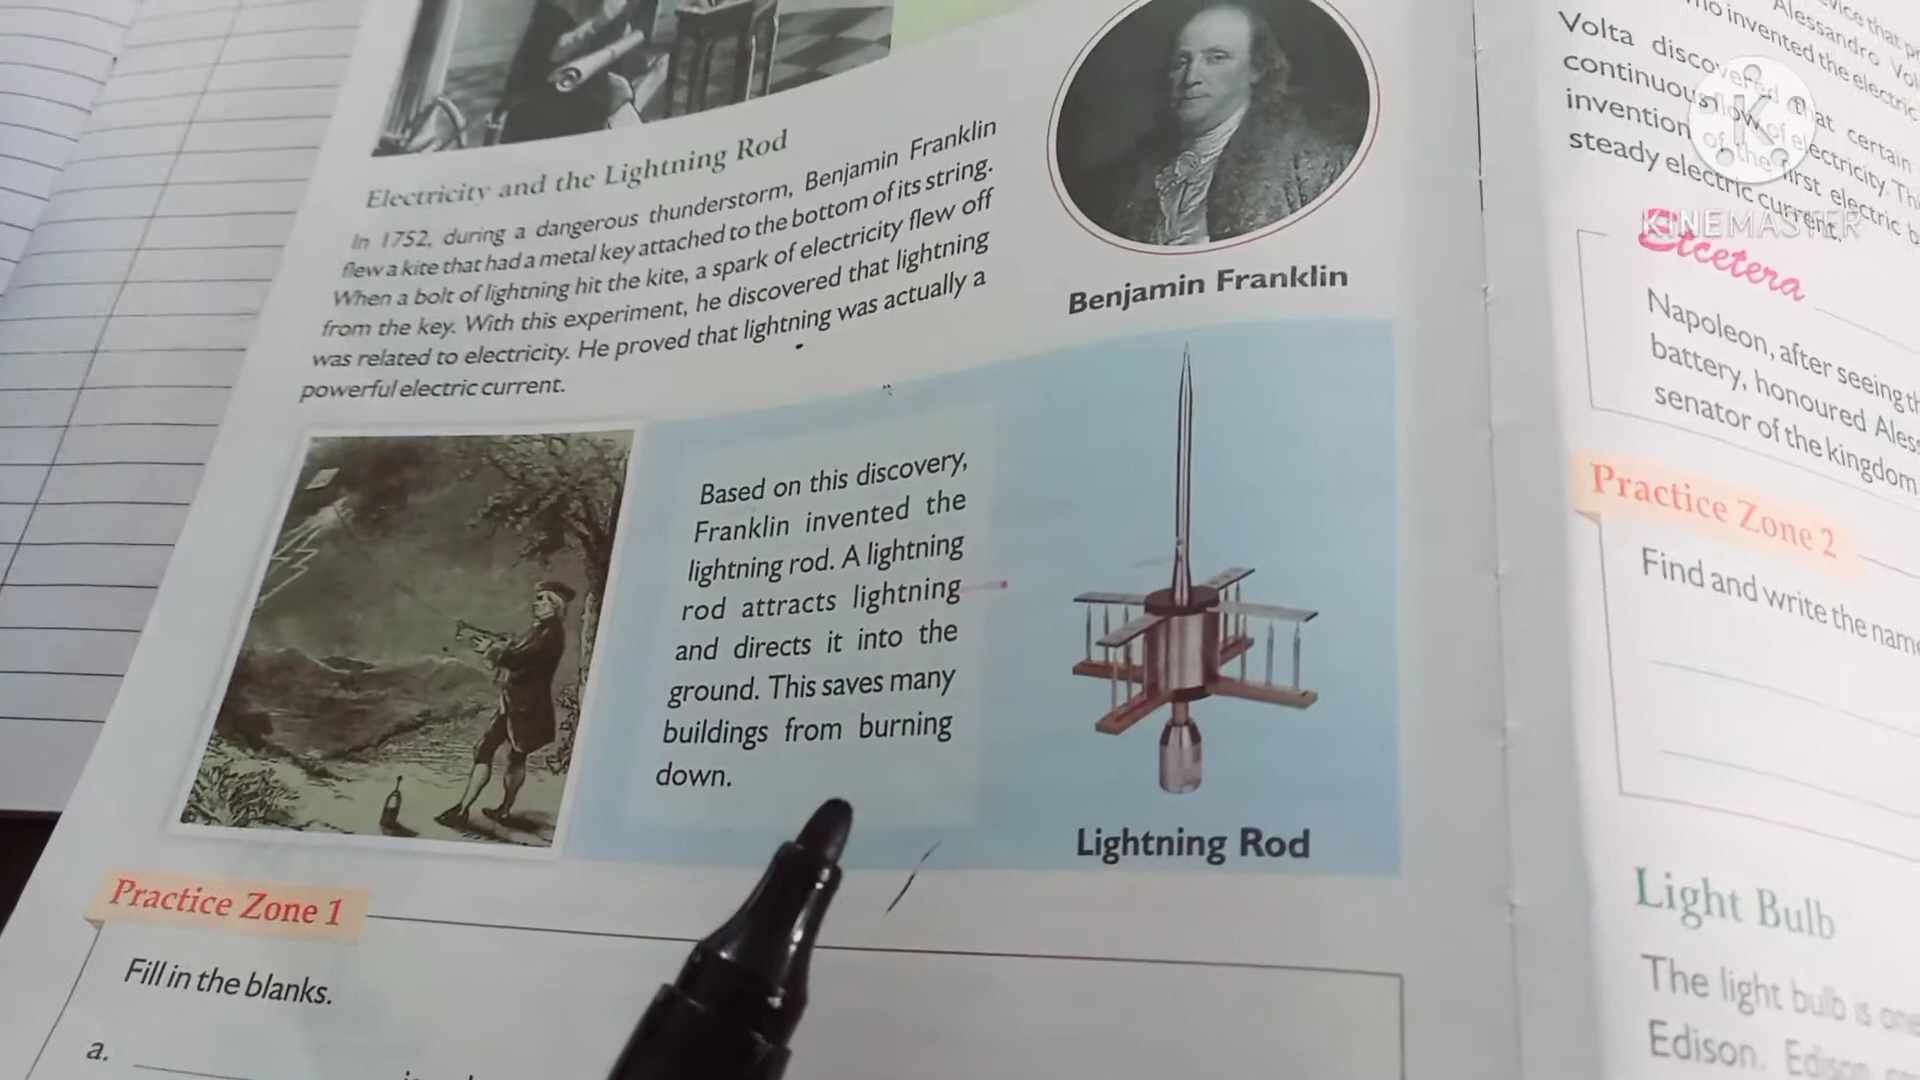 Electricity and the Lightning Rod
In 1752, during a dangerous thunderstorm, Benjamin Franklin
flew a kite that had a metal key attached to the bottom of its string.
When a bolt of lightning hit the kite, a spark of electricity flew off
from the key. With this experiment, he discovered that lightning
was related to electricity. He proved that lightning was actually a
powerful electric current.
Benjamin Franklin
Based on this discovery,
Franklin invented the
lightning rod. A lightning
rod attracts lightning
and directs it into the
ground. This saves many
buildings from burning
down.
Lightning Rod
Practice Zone 1
Fill in the blanks.
a.
that
Alessandro
invented the electric
Volta discovered that certain
continuous flow of electricity.
invention of the first electric
steady electric current.
K
KINEMASTER
Etcetera
Napoleon, after seeing
battery, honoured
senator of the kingdom
Practice Zone 2
Find and write the
Light Bulb
The light bulb is
Edison.